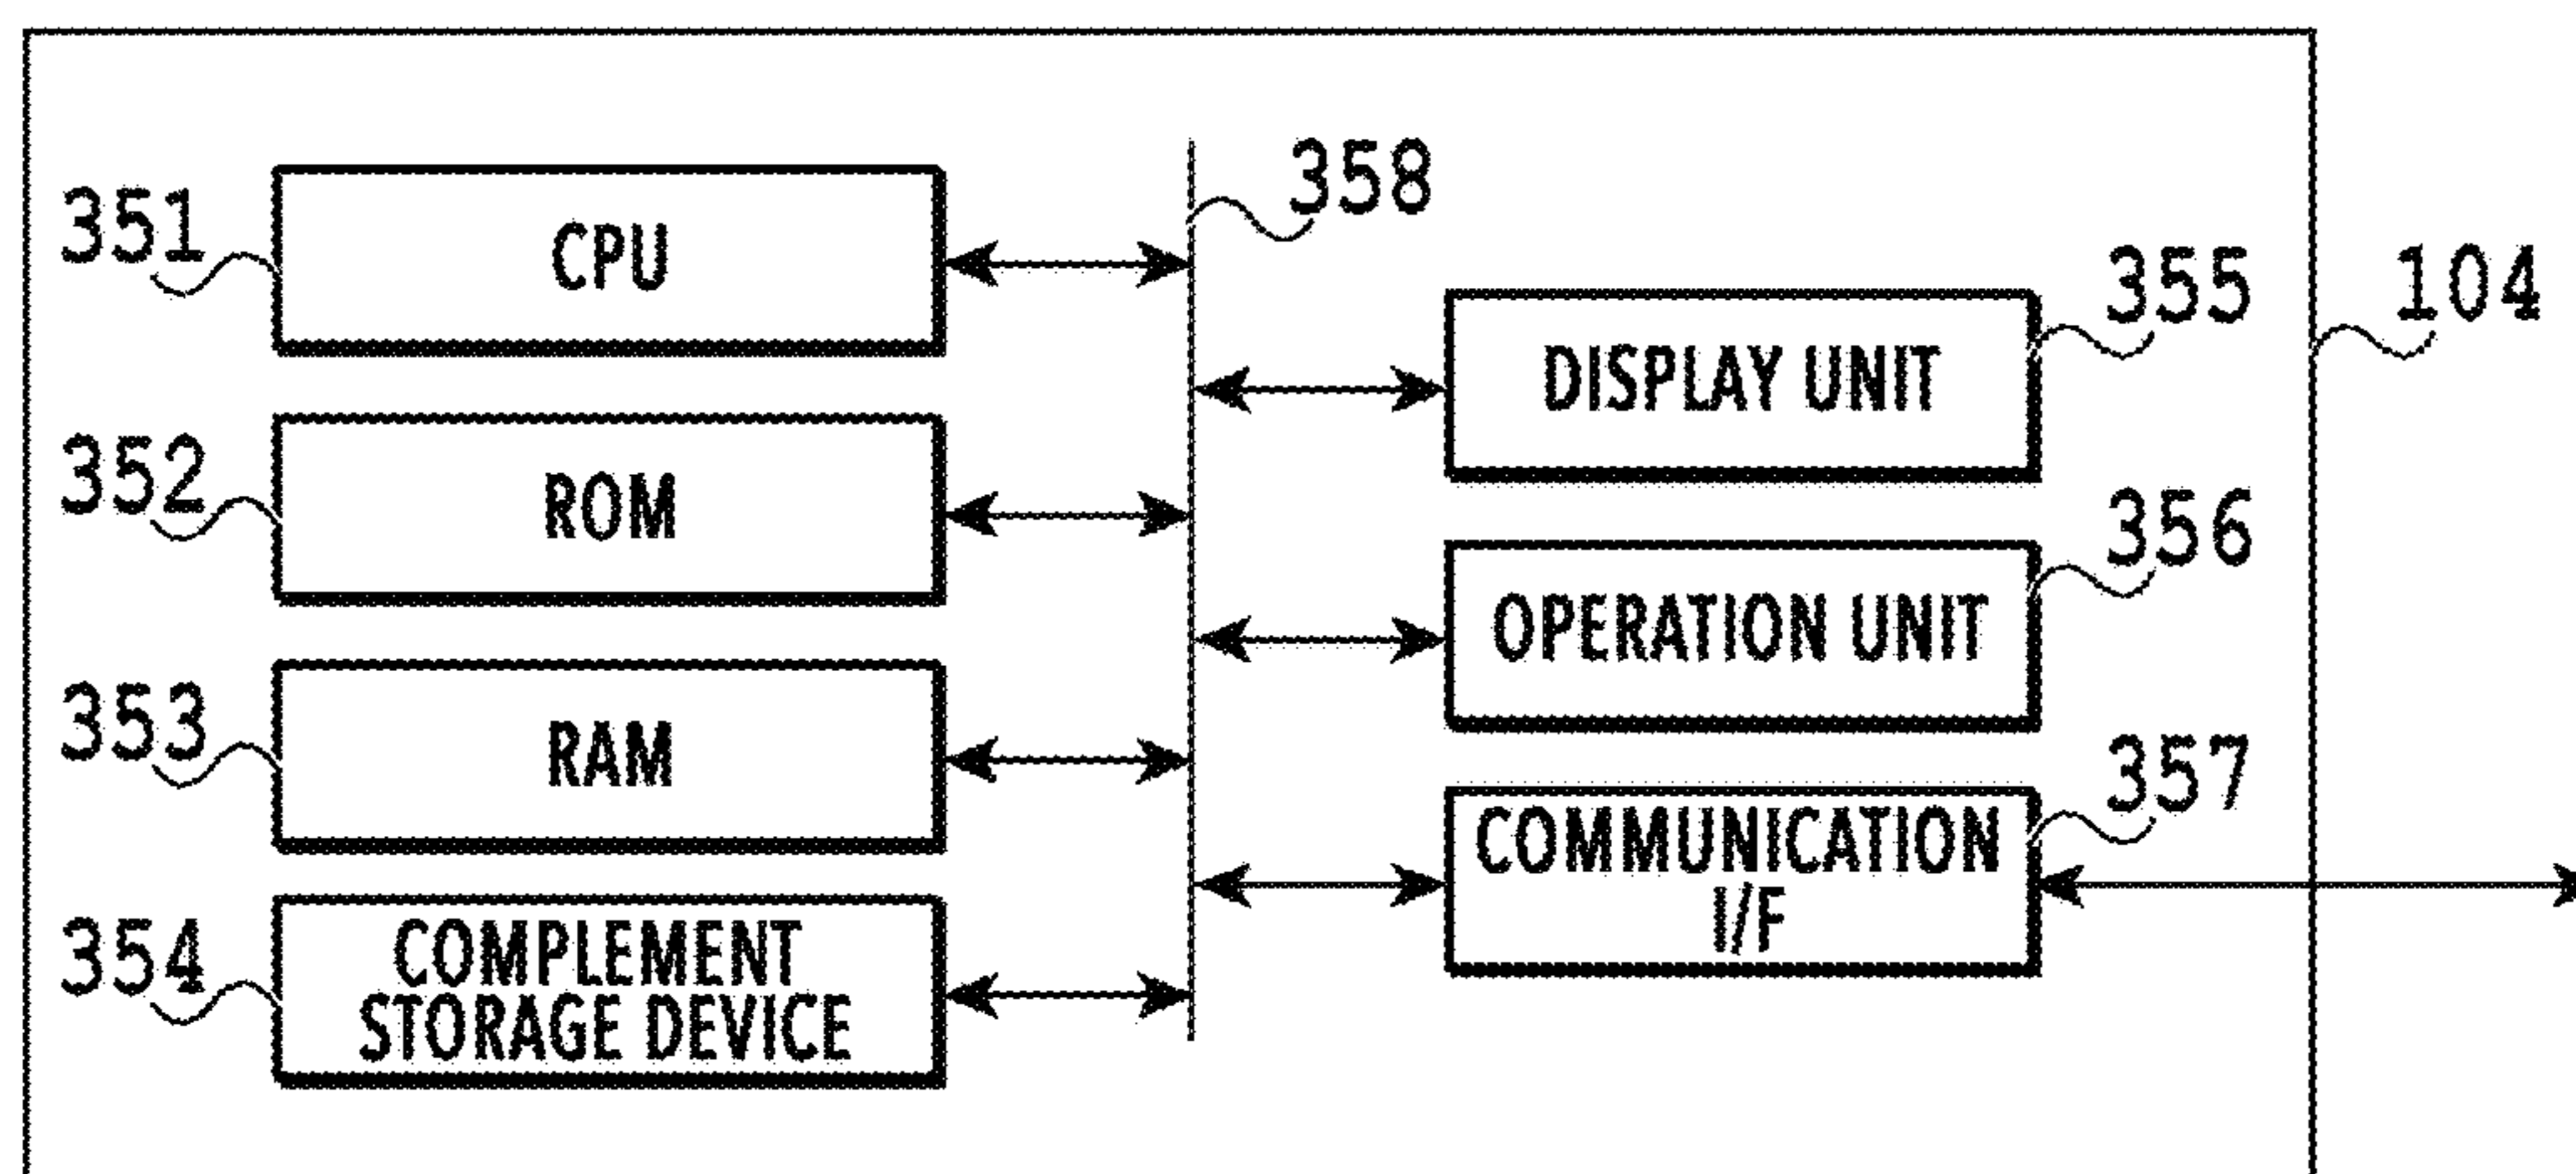 351
CPU
358
355
104
DISPLAY UNIT
352
ROM
356
OPERATION UNIT
353
RAM
357
COMMUNICATION
I/F
354
COMPLEMENT
STORAGE DEVICE